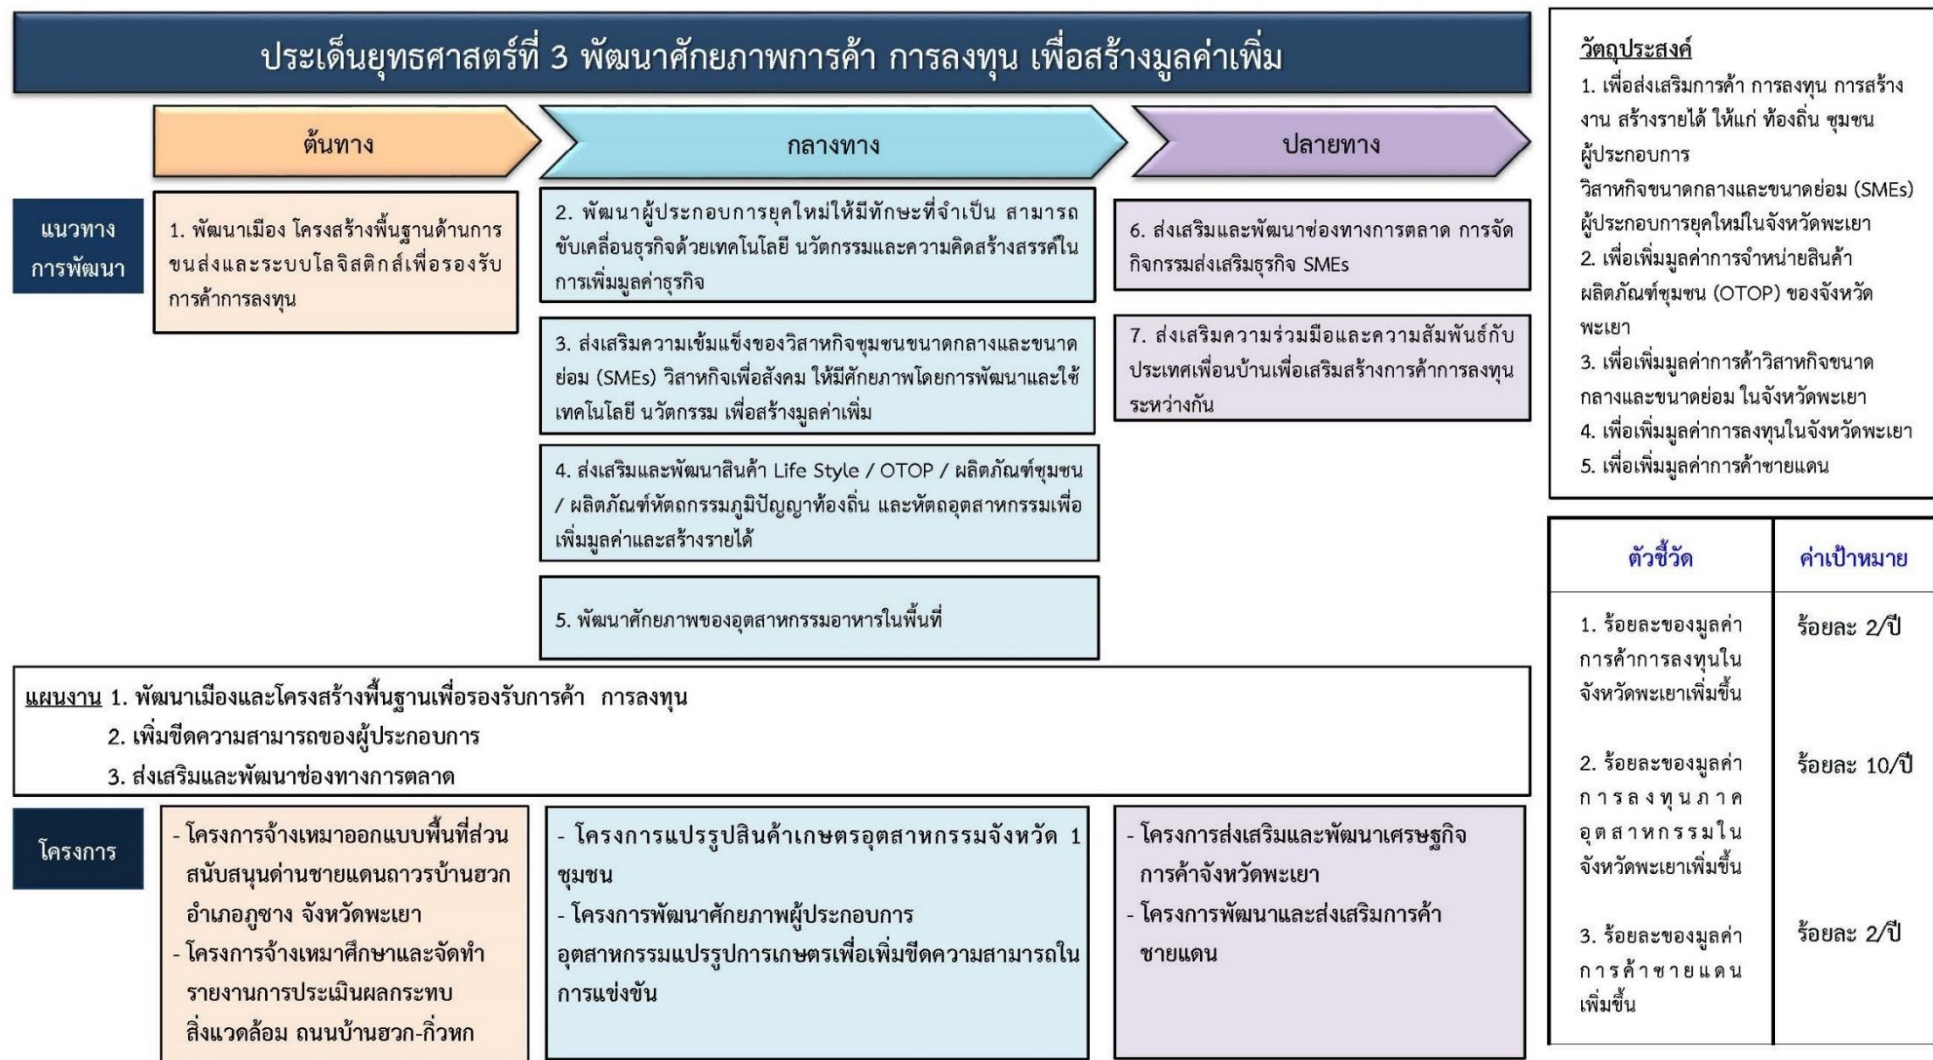 ประเด็นยุทธศาสตร์ที่ 3 พัฒนาศักยภาพการค้า การลงทุน เพื่อสร้างมูลค่าเพิ่ม
ต้นทาง
กลางทาง
ปลายทาง
แนวทาง
การพัฒนา
1. พัฒนาเมือง โครงสร้างพื้นฐานด้านการ
ขนส่งและระบบโลจิสติกส์เพื่อรองรับ
การค้าการลงทุน
2. พัฒนาผู้ประกอบการยุคใหม่ให้มีทักษะที่จำเป็น สามารถ
ขับเคลื่อนธุรกิจด้วยเทคโนโลยี นวัตกรรมและความคิดสร้างสรรค์ใน
การเพิ่มมูลค่าธุรกิจ
3. ส่งเสริมความเข้มแข็งของวิสาหกิจชุมชนขนาดกลางและขนาด
ย่อม (SMEs) วิสาหกิจเพื่อสังคม ให้มีศักยภาพโดยการพัฒนาและใช้
เทคโนโลยี นวัตกรรม เพื่อสร้างมูลค่าเพิ่ม
4. ส่งเสริมและพัฒนาสินค้า Life Style / OTOP / ผลิตภัณฑ์ชุมชน
/ ผลิตภัณฑ์หัตถกรรมภูมิปัญญาท้องถิ่น และหัตถอุตสาหกรรมเพื่อ
เพิ่มมูลค่าและสร้างรายได้
5. พัฒนาศักยภาพของอุตสาหกรรมอาหารในพื้นที่
6. ส่งเสริมและพัฒนาช่องทางการตลาด การจัด
กิจกรรมส่งเสริมธุรกิจ SMEs
7. ส่งเสริมความร่วมมือและความสัมพันธ์กับ
ประเทศเพื่อนบ้านเพื่อเสริมสร้างการค้าการลงทุน
ระหว่างกัน
แผนงาน 1. พัฒนาเมืองและโครงสร้างพื้นฐานเพื่อรองรับการค้า การลงทุน
2. เพิ่มขีดความสามารถของผู้ประกอบการ
3. ส่งเสริมและพัฒนาช่องทางการตลาด
โครงการ
- โครงการจ้างเหมาออกแบบพื้นที่ส่วน
สนับสนุนด่านชายแดนถาวรบ้านฮวก
อำเภอภูซาง จังหวัดพะเยา
- โครงการจ้างเหมาศึกษาและจัดทำ
รายงานการประเมินผลกระทบ
สิ่งแวดล้อม ถนนบ้านฮวก-กิ่วหก
- โครงการแปรรูปสินค้าเกษตรอุตสาหกรรมจังหวัด 1
ชุมชน
- โครงการพัฒนาศักยภาพผู้ประกอบการ
อุตสาหกรรมแปรรูปการเกษตรเพื่อเพิ่มขีดความสามารถใน
การแข่งขัน
- โครงการส่งเสริมและพัฒนาเศรษฐกิจ
การค้าจังหวัดพะเยา
- โครงการพัฒนาและส่งเสริมการค้า
ชายแดน
วัตถุประสงค์
1. เพื่อส่งเสริมการค้า การลงทุน การสร้าง
งาน สร้างรายได้ ให้แก่ ท้องถิ่น ชุมชน
ผู้ประกอบการ
วิสาหกิจขนาดกลางและขนาดย่อม (SMEs)
ผู้ประกอบการยุคใหม่ในจังหวัดพะเยา
2. เพื่อเพิ่มมูลค่าการจำหน่ายสินค้า
ผลิตภัณฑ์ชุมชน (OTOP) ของจังหวัด
พะเยา
3. เพื่อเพิ่มมูลค่าการค้าวิสาหกิจขนาด
กลางและขนาดย่อม ในจังหวัดพะเยา
4. เพื่อเพิ่มมูลค่าการลงทุนในจังหวัดพะเยา
5. เพื่อเพิ่มมูลค่าการค้าชายแดน
ตัวชี้วัด
ค่าเป้าหมาย
1. ร้อยละของมูลค่า
การค้าการลงทุนใน
จังหวัดพะเยาเพิ่มขึ้น
ร้อยละ 2/ปี
2. ร้อยละของมูลค่า
การลงทุนภาค
อุตสาหกรรมใน
จังหวัดพะเยาเพิ่มขึ้น
ร้อยละ 10/ปี
3. ร้อยละของมูลค่า
การค้าชายแดน
เพิ่มขึ้น
ร้อยละ 2/ปี